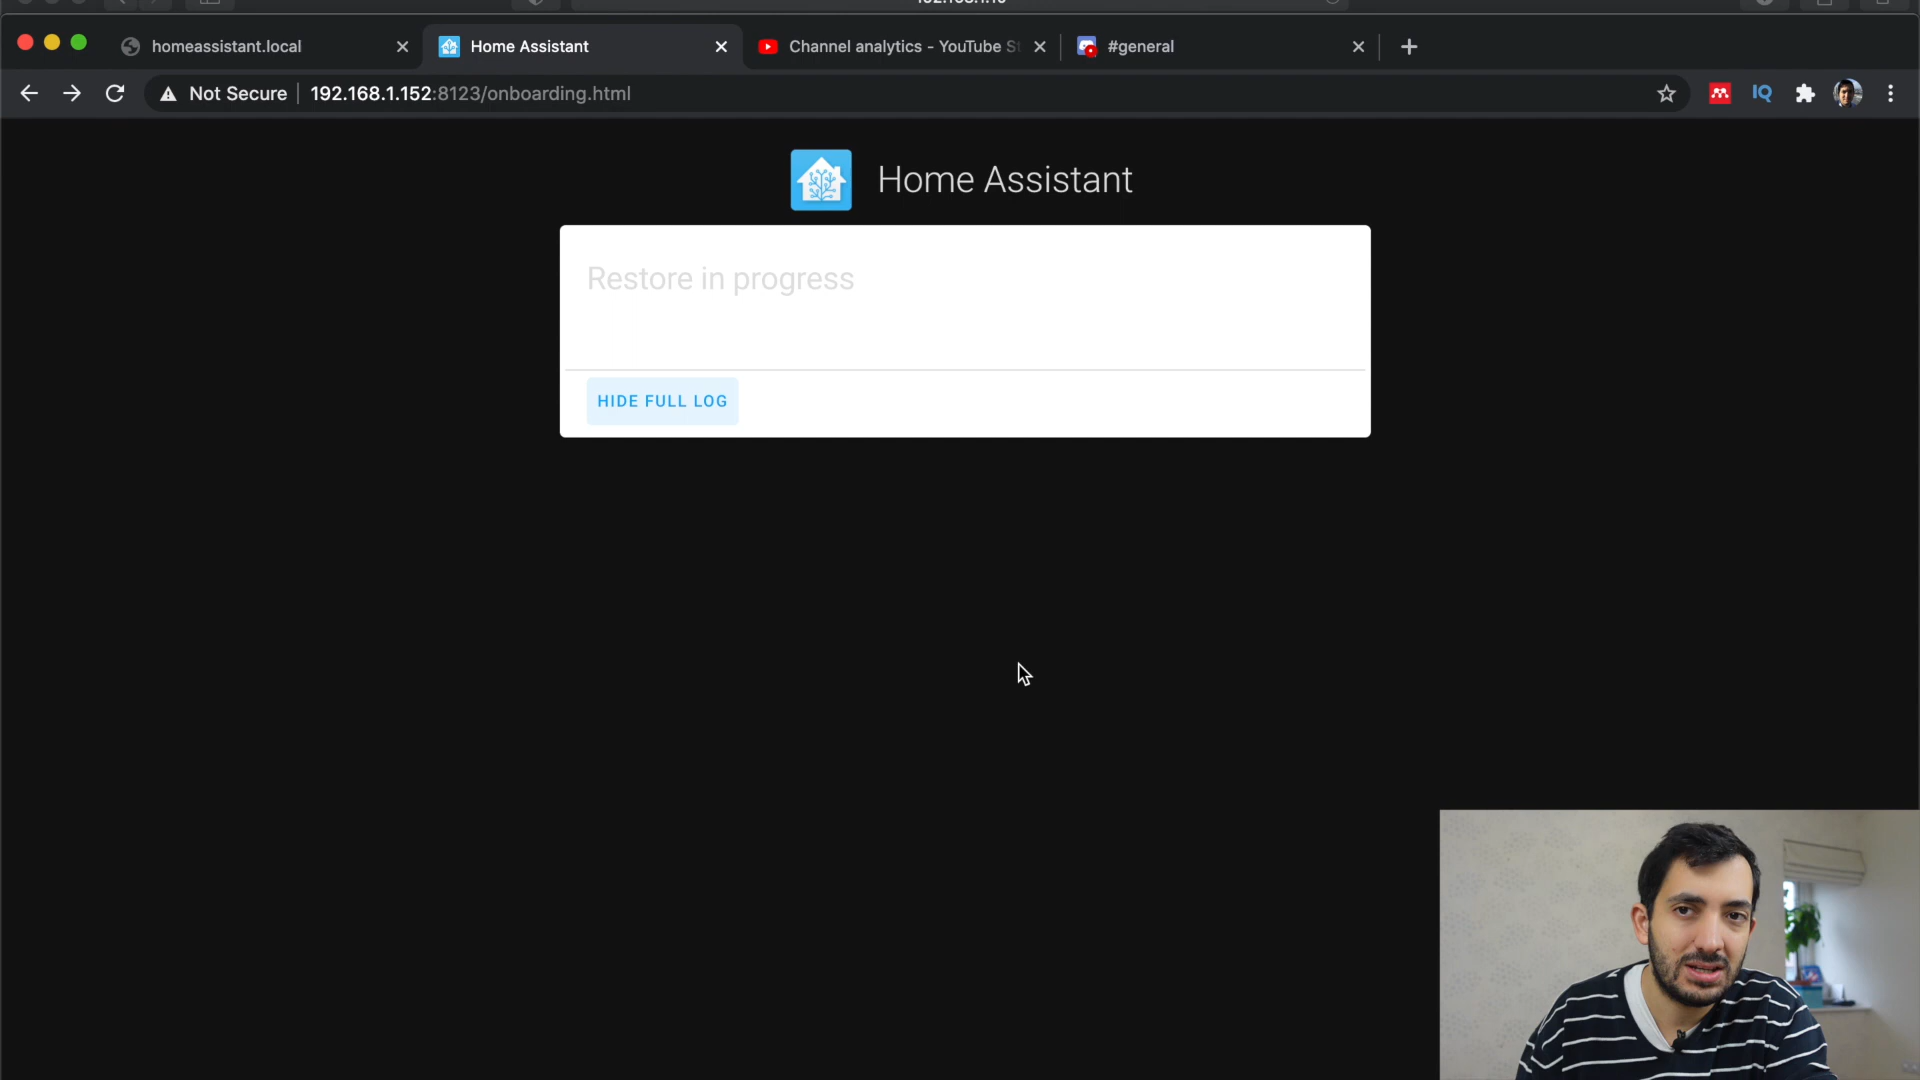 homeassistant.local
Home Assistant
Channel analytics - YouTube St
#general
Not Secure
192.168.1.152:8123/onboarding.html
IQ
Home Assistant
Restore in progress
HIDE FULL LOG